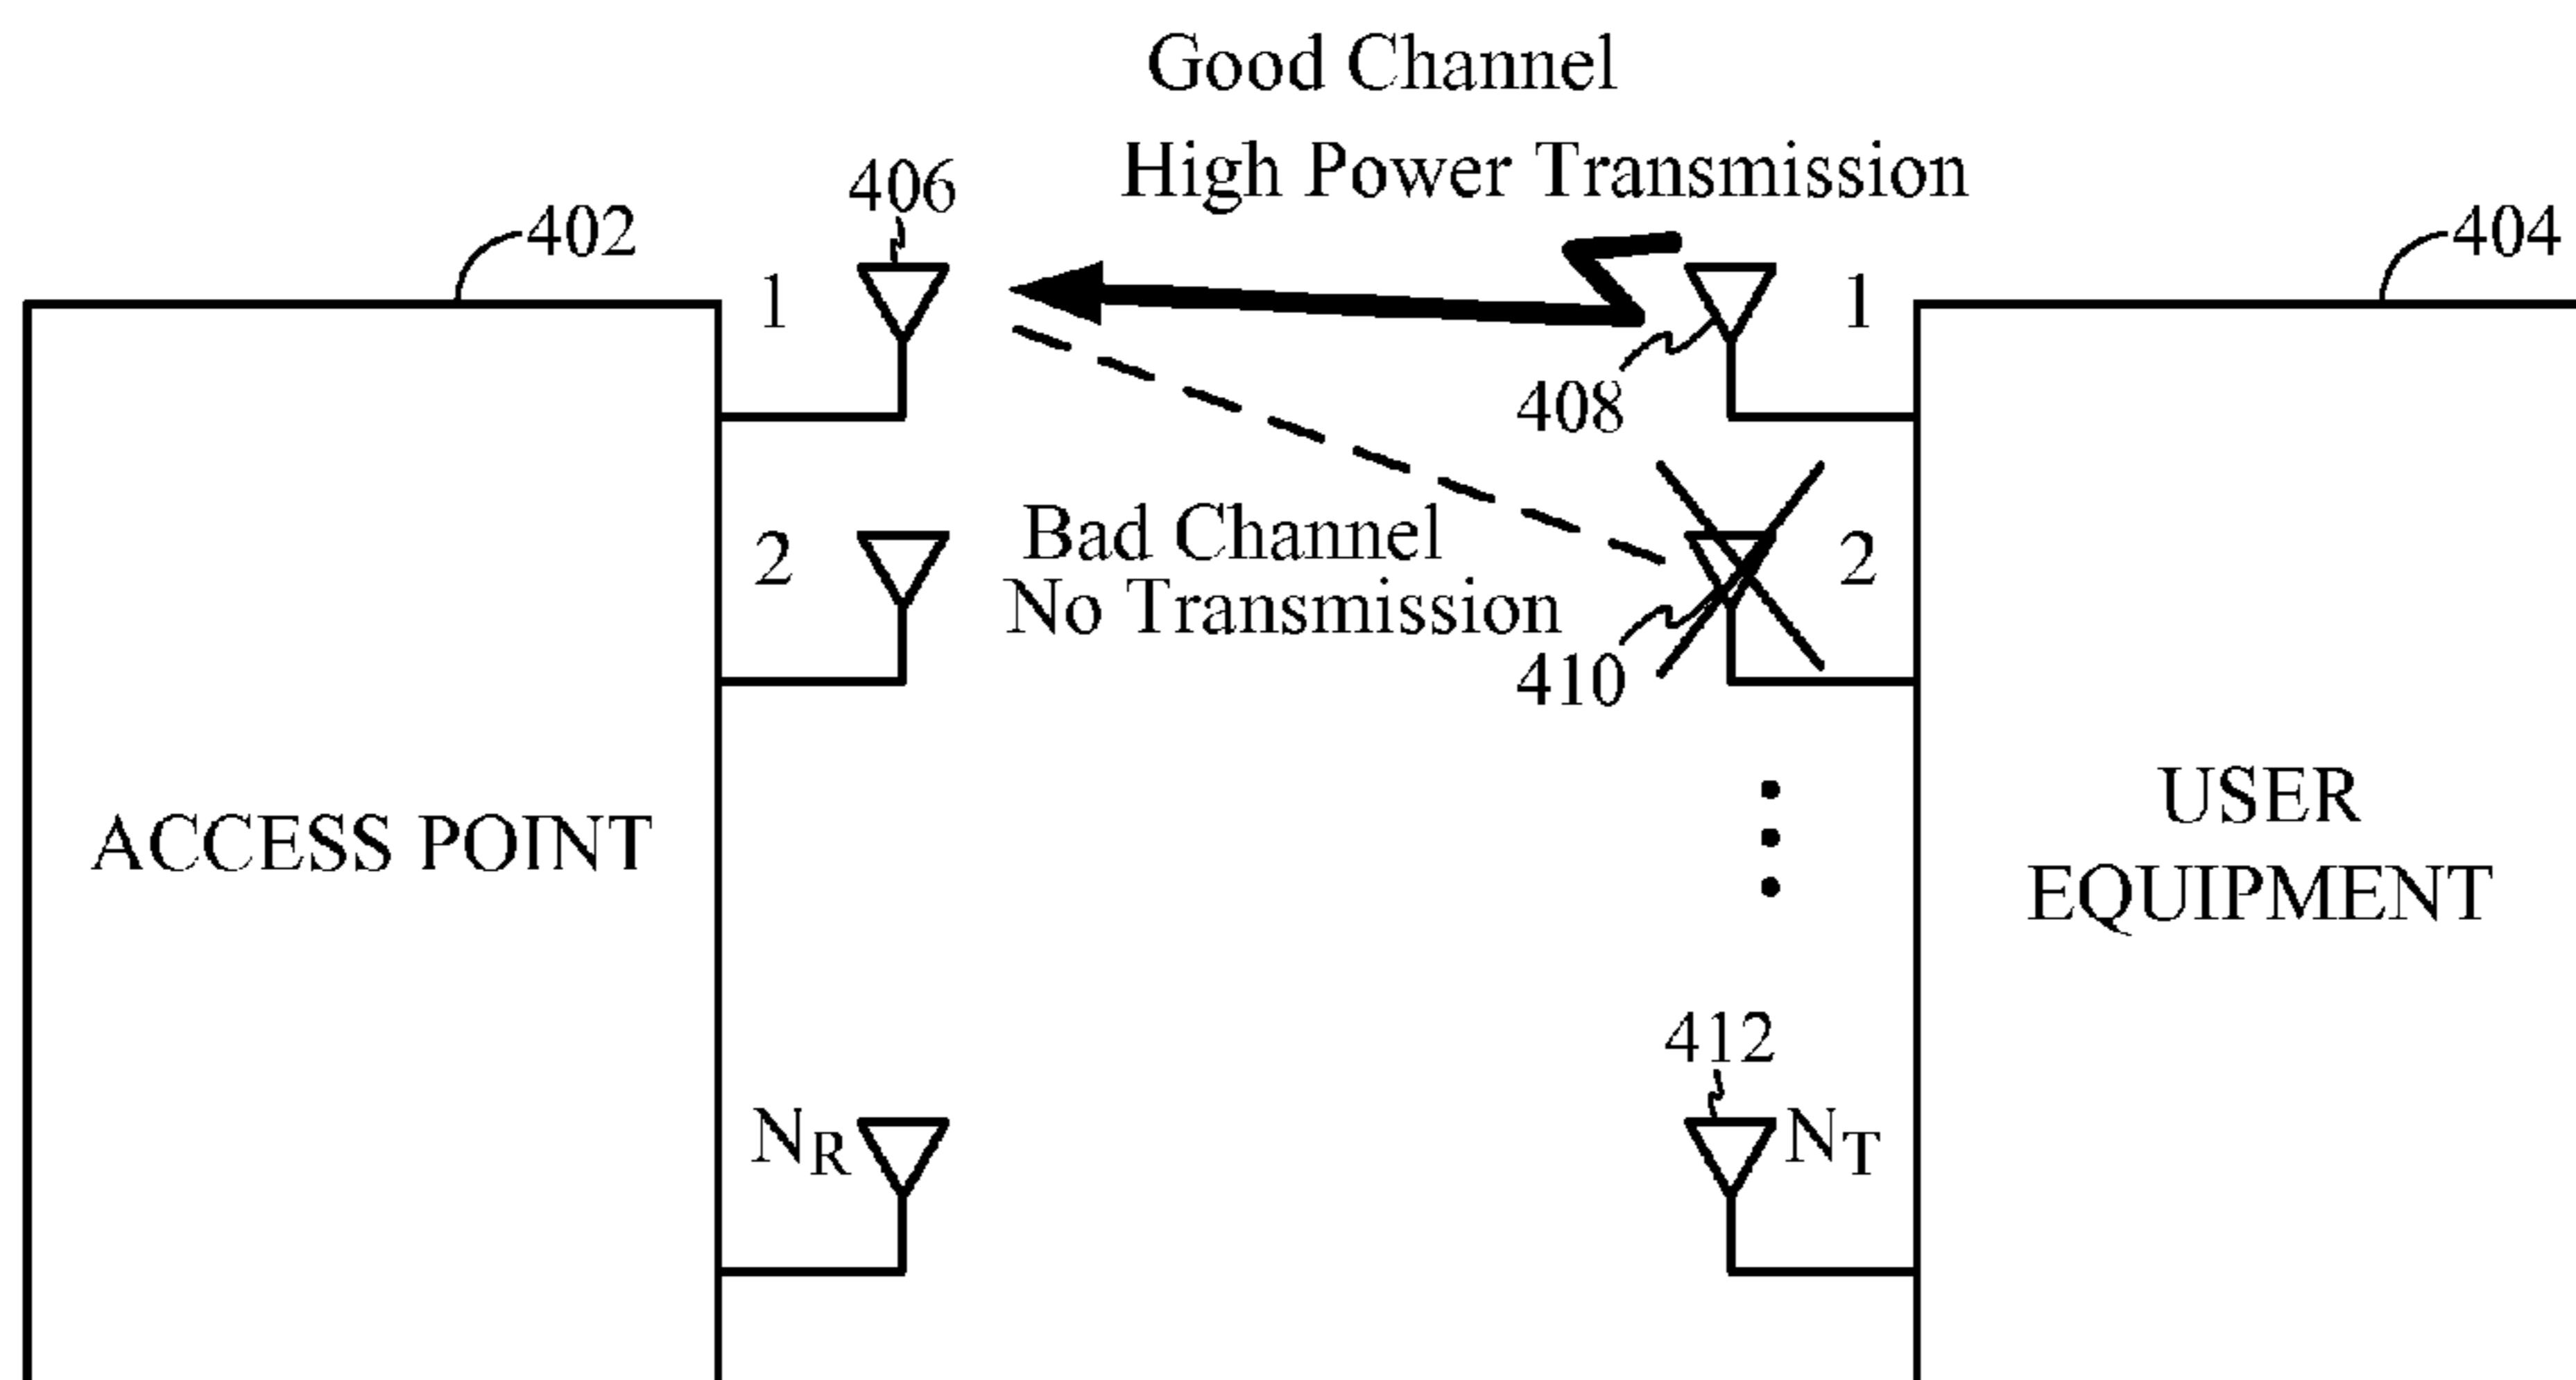 Good Channel
High Power Transmission
406
402
404
1
1
408
2
Bad Channel
2
No Transmission
410
ACCESS POINT
USER
EQUIPMENT
412
NR
NT